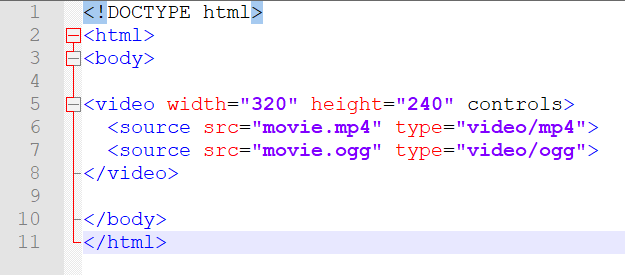 1 <!DOCTYPE html>
2 <html>
3 <body>
4
5 <video width="320" height="240" controls>
6   <source src="movie.mp4" type="video/mp4">
7   <source src="movie.ogg" type="video/ogg">
8 </video>
9
10 </body>
11 </html>